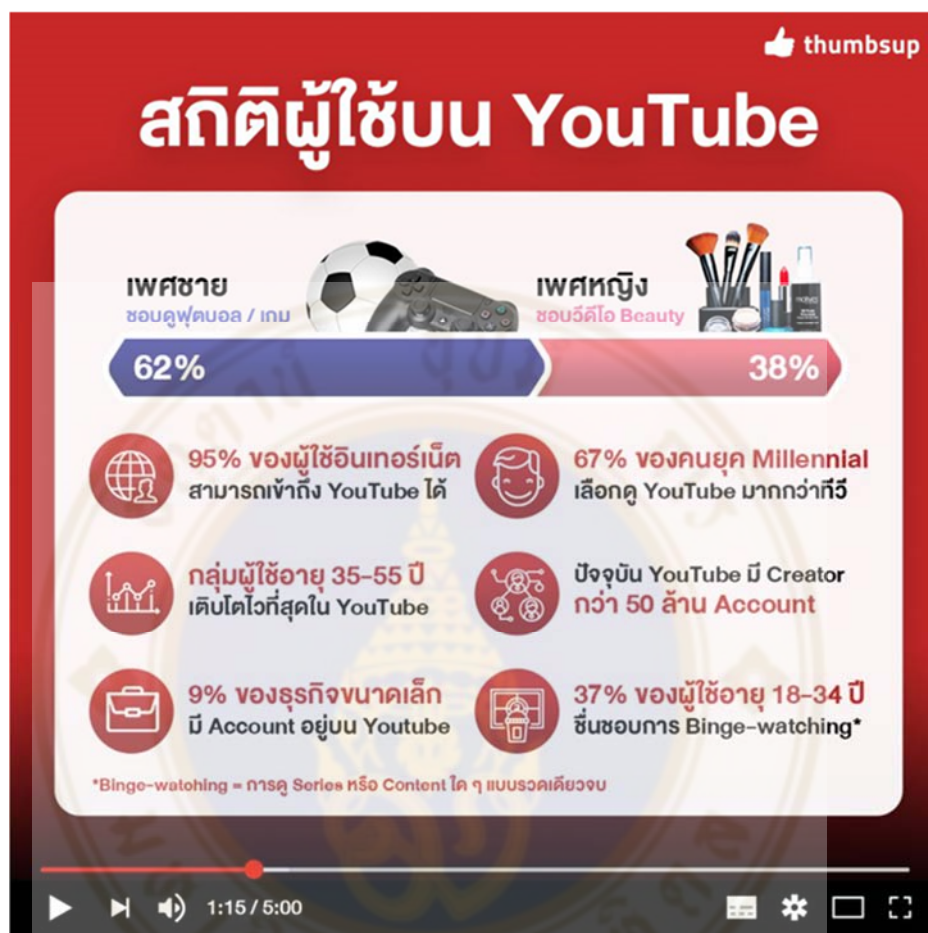 thumbsup
สถิติผู้ใช้บน YouTube
เพศชาย
ชอบดูฟุตบอล / เกม
เพศหญิง
ชอบวีดีโอ Beauty
62%
38%
95% ของผู้ใช้อินเทอร์เน็ต
สามารถเข้าถึง YouTube ได้
67% ของคนยุค Millennial
เลือกดู YouTube มากกว่าทีวี
กลุ่มผู้ใช้อายุ 35-55 ปี
เติบโตไวที่สุดใน YouTube
ปัจจุบัน YouTube มี Creator
กว่า 50 ล้าน Account
9% ของธุรกิจขนาดเล็ก
มี Account อยู่บน Youtube
37% ของผู้ใช้อายุ 18-34 ปี
ชื่นชอบการ Binge-watching*
*Binge-watching = การดู Series หรือ Content ใด ๆ แบบรวดเดียวจบ
1:15 / 5:00